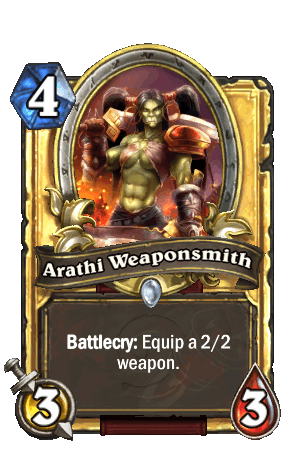 4
Arathi Weaponsmith
Battlecry: Equip a 2/2
weapon.
3
3